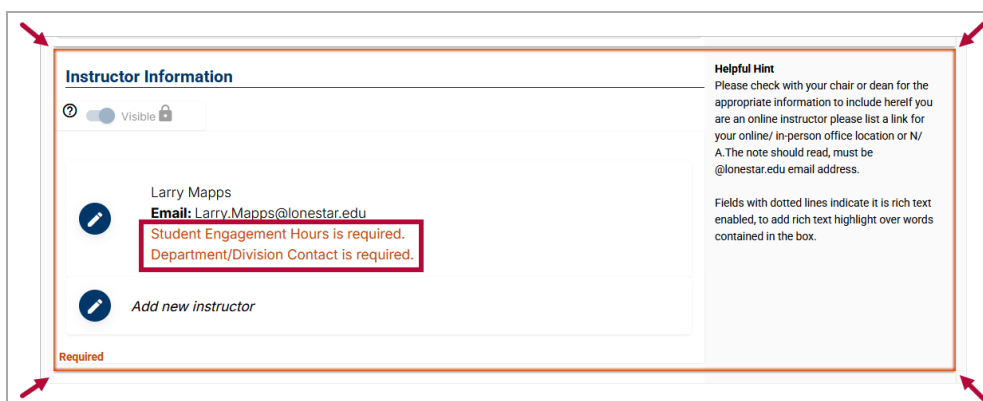 Instructor Information
Visible
Larry Mapps
Email: Larry.Mapps@lonestar.edu
Student Engagement Hours is required.
Department/Division Contact is required.
Add new instructor
Required
Helpful Hint
Please check with your chair or dean for the
appropriate information to include hereIf you
are an online instructor please list a link for
your online/ in-person office location or N/
A.The note should read, must be
@lonestar.edu email address.
Fields with dotted lines indicate it is rich text
enabled, to add rich text highlight over words
contained in the box.